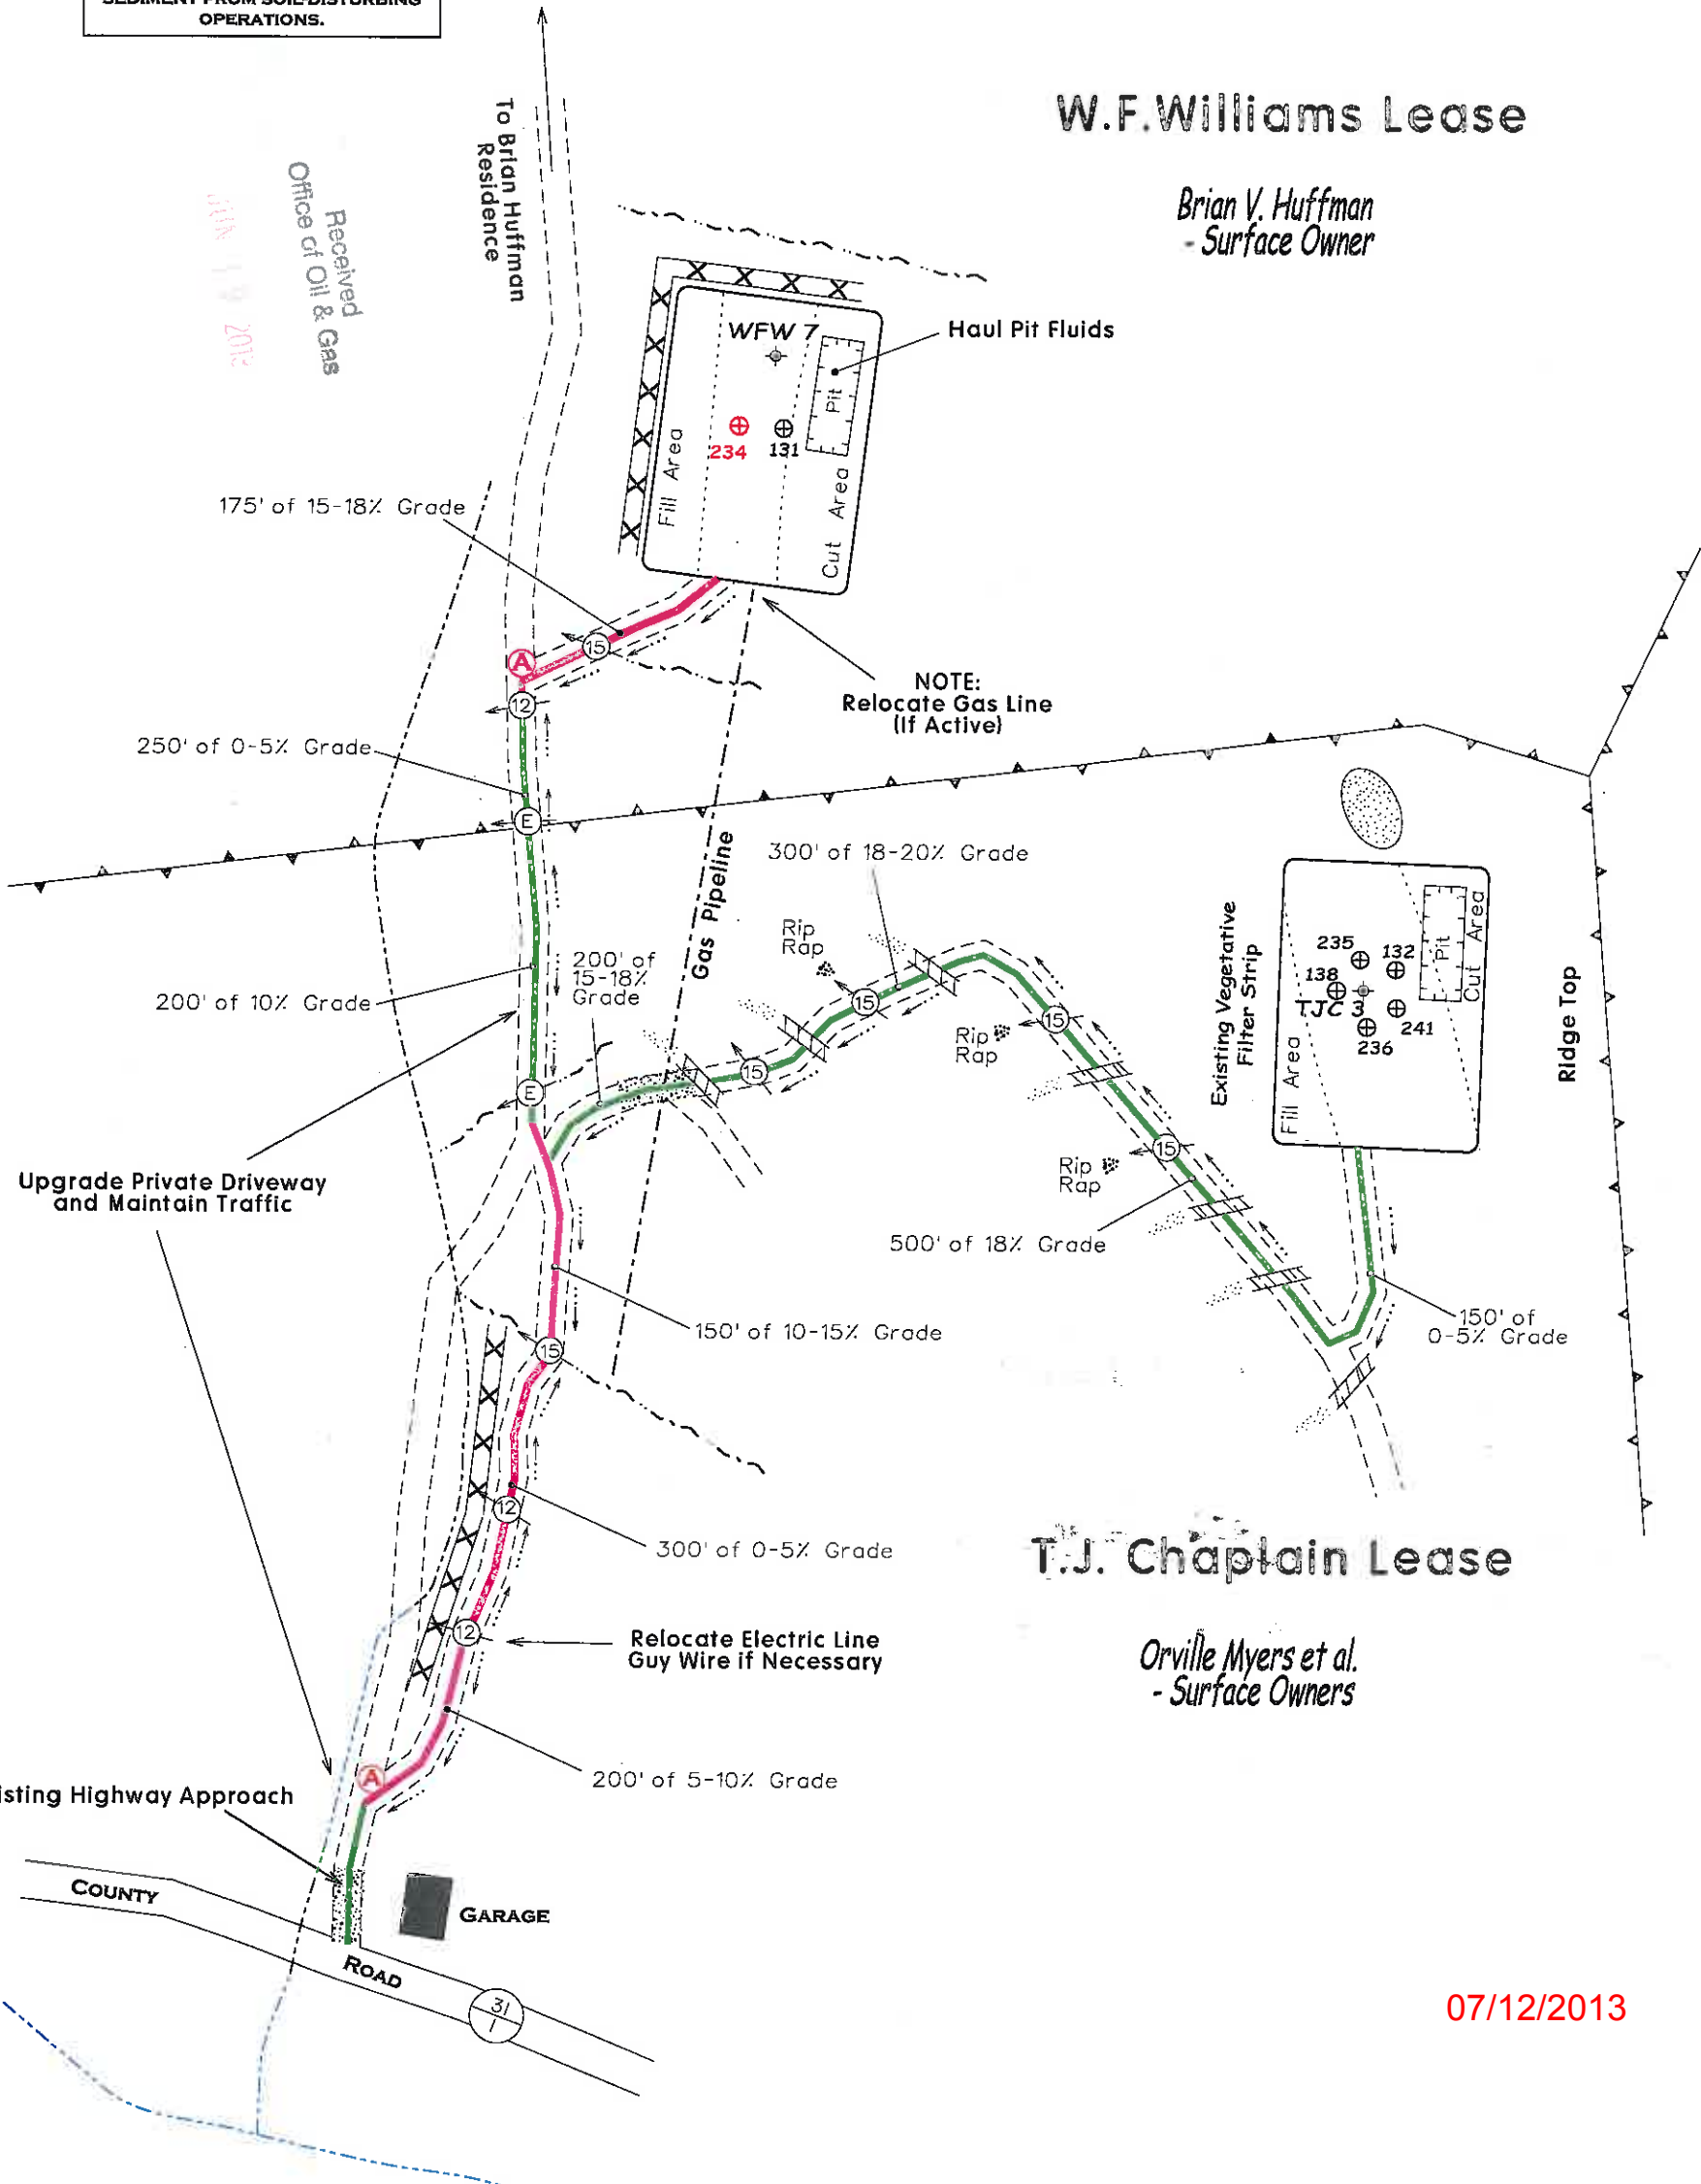 SEDIMENT FROM SOIL-DISTURBING
OPERATIONS.
To Brian Huffman
Residence
W.F. Williams Lease
Brian V. Huffman
- Surface Owner
Received
Office of Oil & Gas
Haul Pit Fluids
WFW 7
Pit
234
131
Fill Area
Cut Area
175' of 15-18% Grade
15
A
12
NOTE:
Relocate Gas Line
(If Active)
250' of 0-5% Grade
E
Gas Pipeline
300' of 18-20% Grade
Rip
Rap
15
200' of
15-18%
Grade
200' of 10% Grade
E
15
Rip
Rap
15
Rip
Rap
15
Existing Vegetative
Filter Strip
235
132
138
TJC 3
241
236
Pit
Cut Area
Fill Area
Ridge Top
Upgrade Private Driveway
and Maintain Traffic
500' of 18% Grade
150' of
0-5% Grade
150' of 10-15% Grade
15
12
300' of 0-5% Grade
T.J. Chaplain Lease
12
Relocate Electric Line
Guy Wire if Necessary
Orville Myers et al.
- Surface Owners
A
200' of 5-10% Grade
isting Highway Approach
COUNTY
ROAD
GARAGE
31
1
07/12/2013